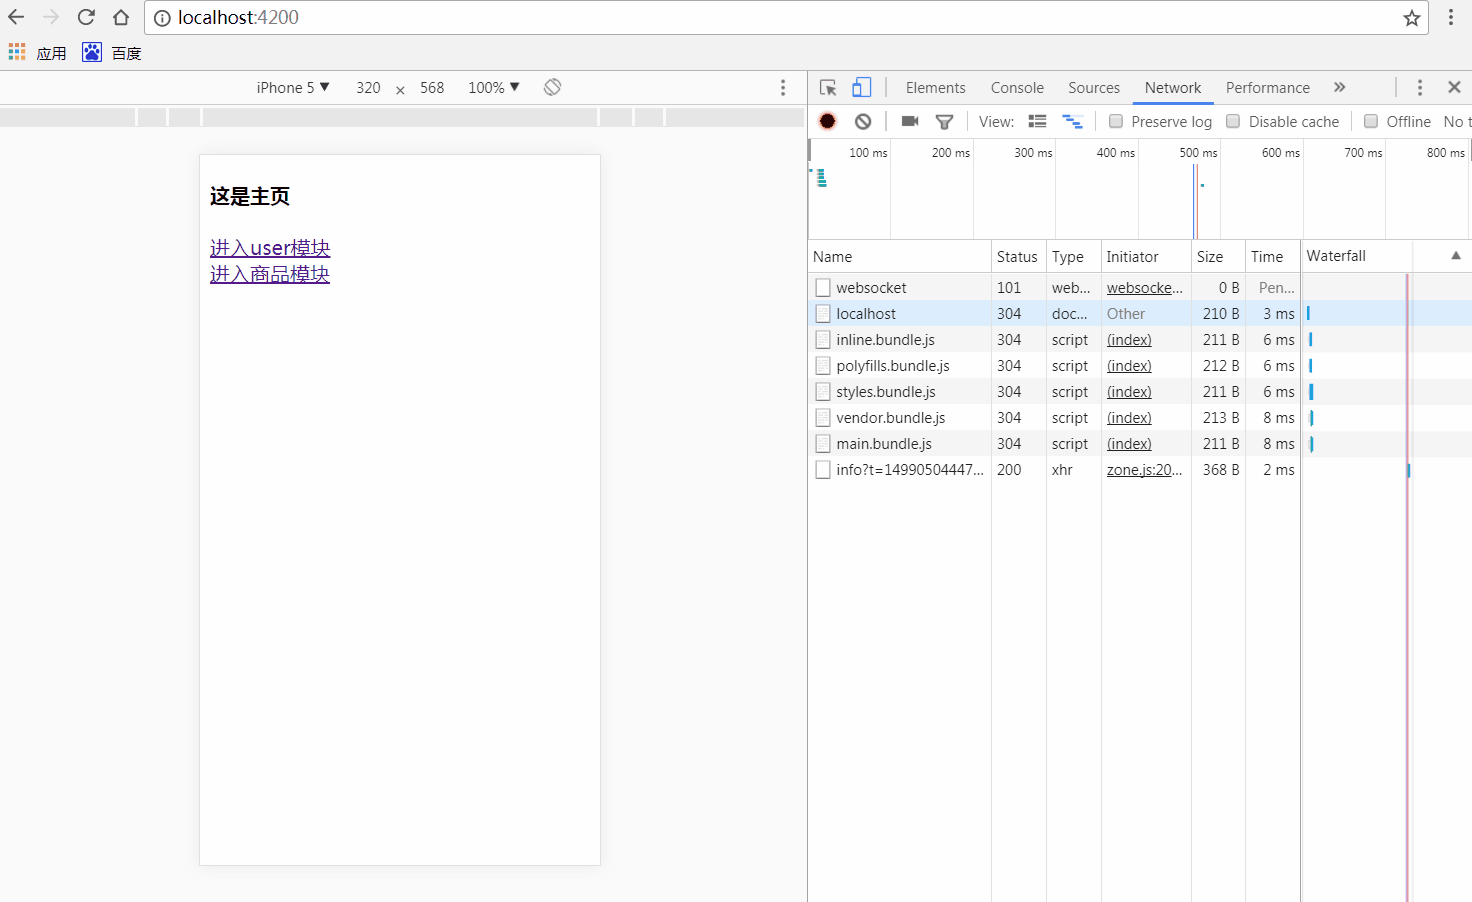 localhost:4200
应用 百度
iPhone 5 ▼ 320 × 568 100% ▼
Elements Console Sources Network Performance »
View: Preserve log Disable cache Offline No t
100 ms 200 ms 300 ms 400 ms 500 ms 600 ms 700 ms 800 ms
这是主页
进入user模块
进入商品模块
Name Status Type Initiator Size Time Waterfall ▲
websocket 101 web... websocke... 0 B Pen...
localhost 304 doc... Other 210 B 3 ms
inline.bundle.js 304 script (index) 211 B 6 ms
polyfills.bundle.js 304 script (index) 212 B 6 ms
styles.bundle.js 304 script (index) 211 B 6 ms
vendor.bundle.js 304 script (index) 213 B 8 ms
main.bundle.js 304 script (index) 211 B 8 ms
info?t=14990504447... 200 xhr zone.js:20... 368 B 2 ms